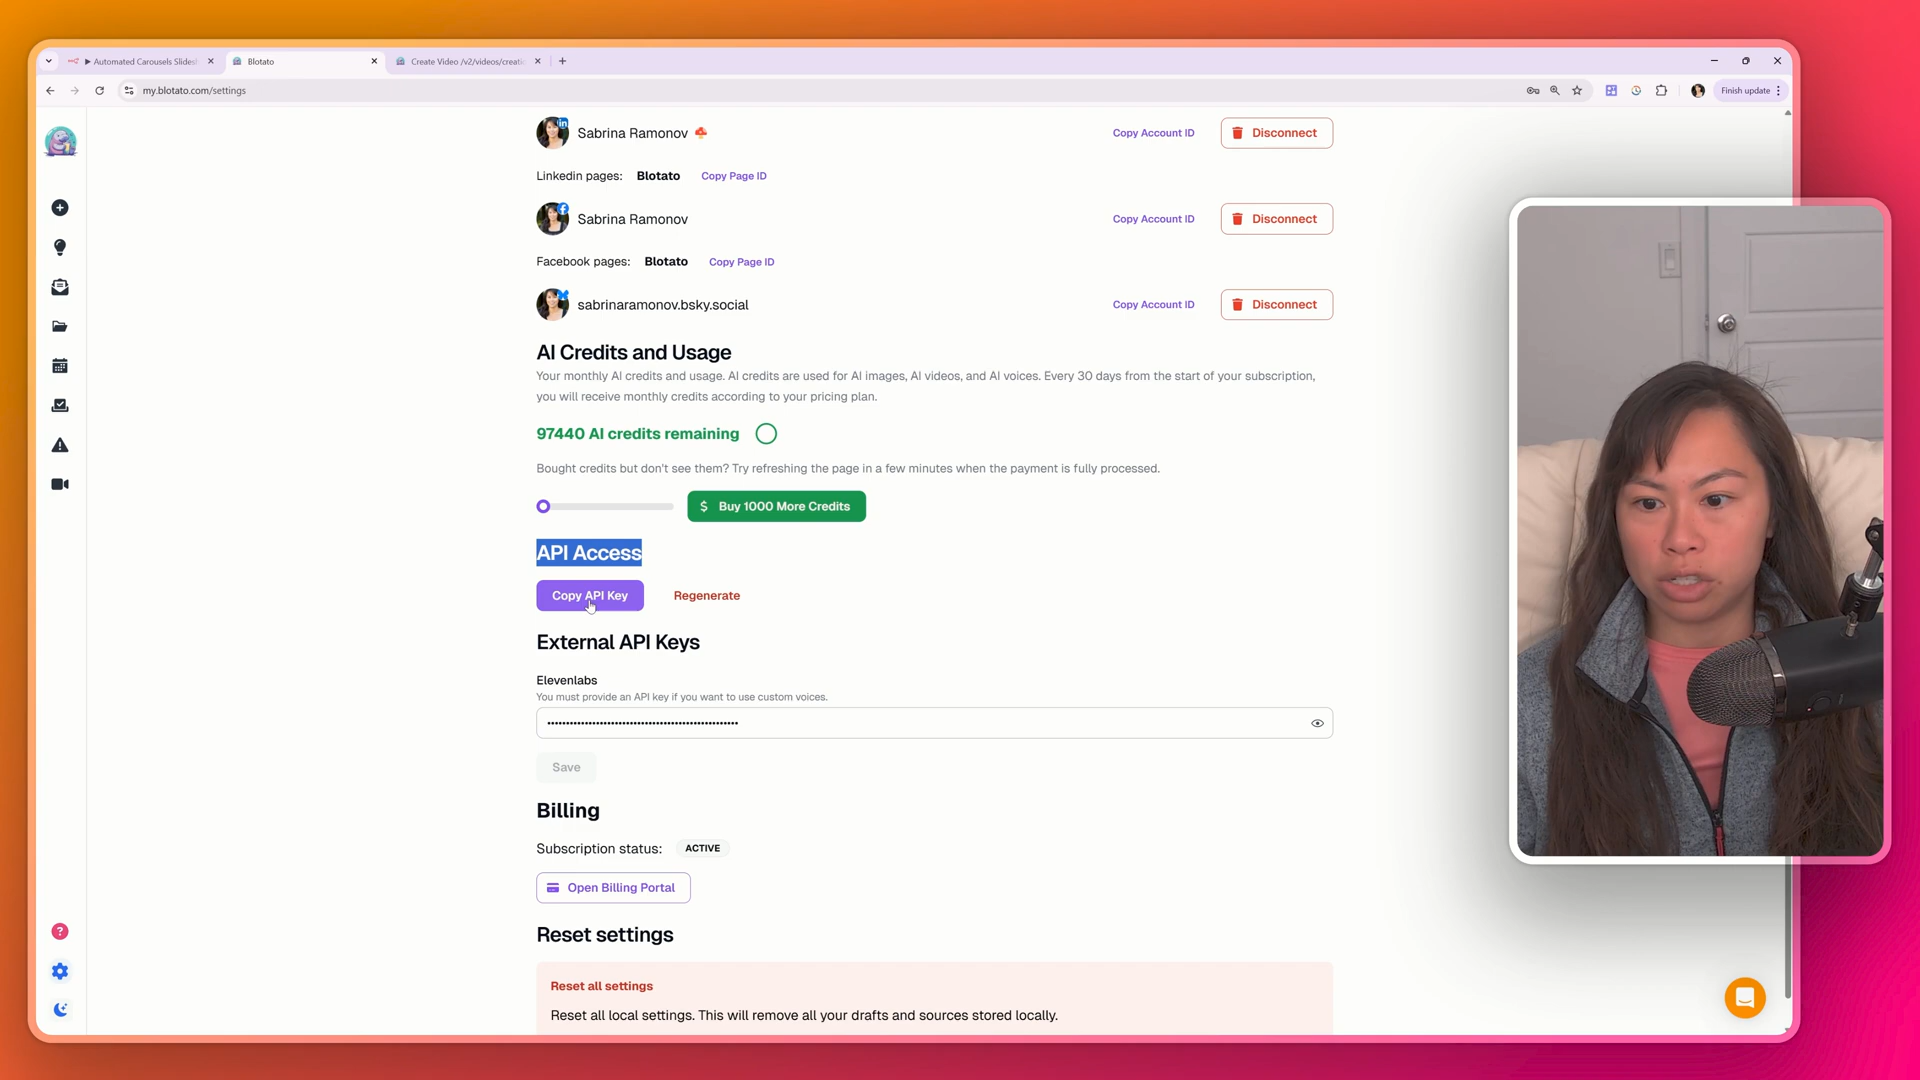 Automated Carousels Slides
Blotato
Create Video /v2/videos/creati
my.blotato.com/settings
Finish update
Sabrina Ramonov
Copy Account ID
Disconnect
Linkedin pages: Blotato Copy Page ID
Sabrina Ramonov
Copy Account ID
Disconnect
Facebook pages: Blotato Copy Page ID
sabrinaramonov.bsky.social
Copy Account ID
Disconnect
AI Credits and Usage
Your monthly AI credits and usage. AI credits are used for AI images, AI videos, and AI voices. Every 30 days from the start of your subscription,
you will receive monthly credits according to your pricing plan.
97440 AI credits remaining
Bought credits but don't see them? Try refreshing the page in a few minutes when the payment is fully processed.
$ Buy 1000 More Credits
API Access
Copy API Key
Regenerate
External API Keys
Elevenlabs
You must provide an API key if you want to use custom voices.
Save
Billing
Subscription status: ACTIVE
Open Billing Portal
Reset settings
Reset all settings
Reset all local settings. This will remove all your drafts and sources stored locally.